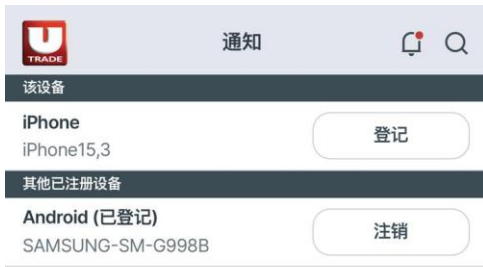 U
TRADE
通知
该设备
iPhone
iPhone15,3
登记
其他已注册设备
Android (已登记)
SAMSUNG-SM-G998B
注销